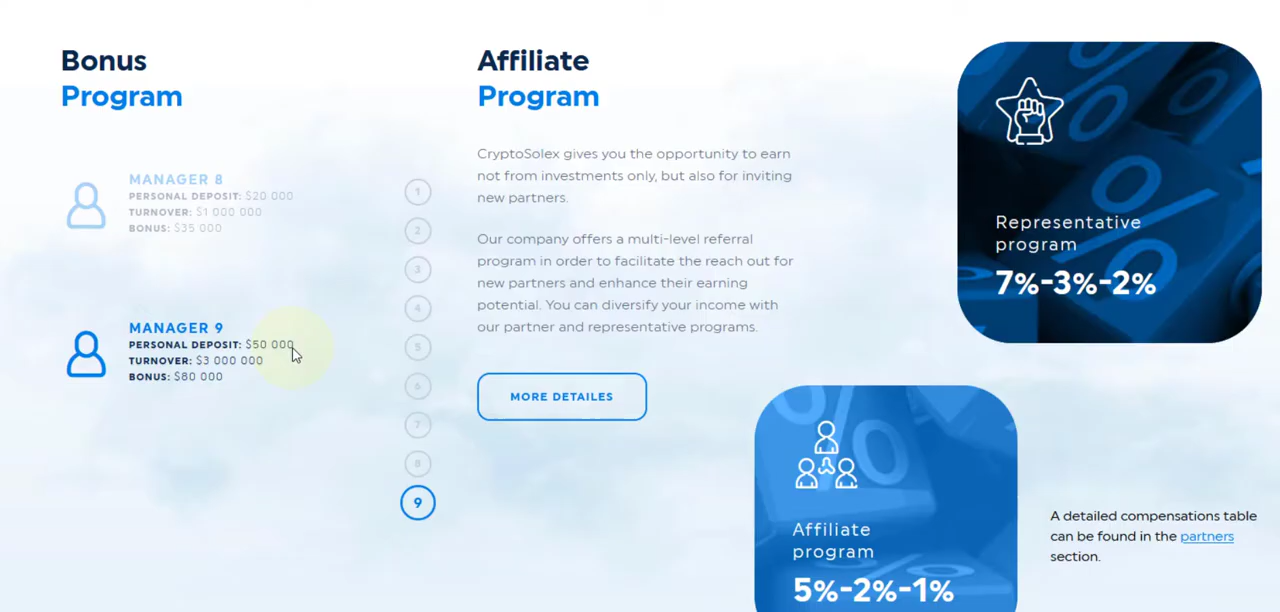 Bonus
Program
MANAGER 8
PERSONAL DEPOSIT: $20 000
TURNOVER: $1 000 000
BONUS: $35 000
MANAGER 9
PERSONAL DEPOSIT: $50 000
TURNOVER: $3 000 000
BONUS: $80 000
1
2
3
4
5
6
7
8
9
Affiliate
Program
CryptoSolex gives you the opportunity to earn
not from investments only, but also for inviting
new partners.
Our company offers a multi-level referral
program in order to facilitate the reach out for
new partners and enhance their earning
potential. You can diversify your income with
our partner and representative programs.
MORE DETAILES
Representative
program
7%-3%-2%
Affiliate
program
5%-2%-1%
A detailed compensations table
can be found in the partners
section.